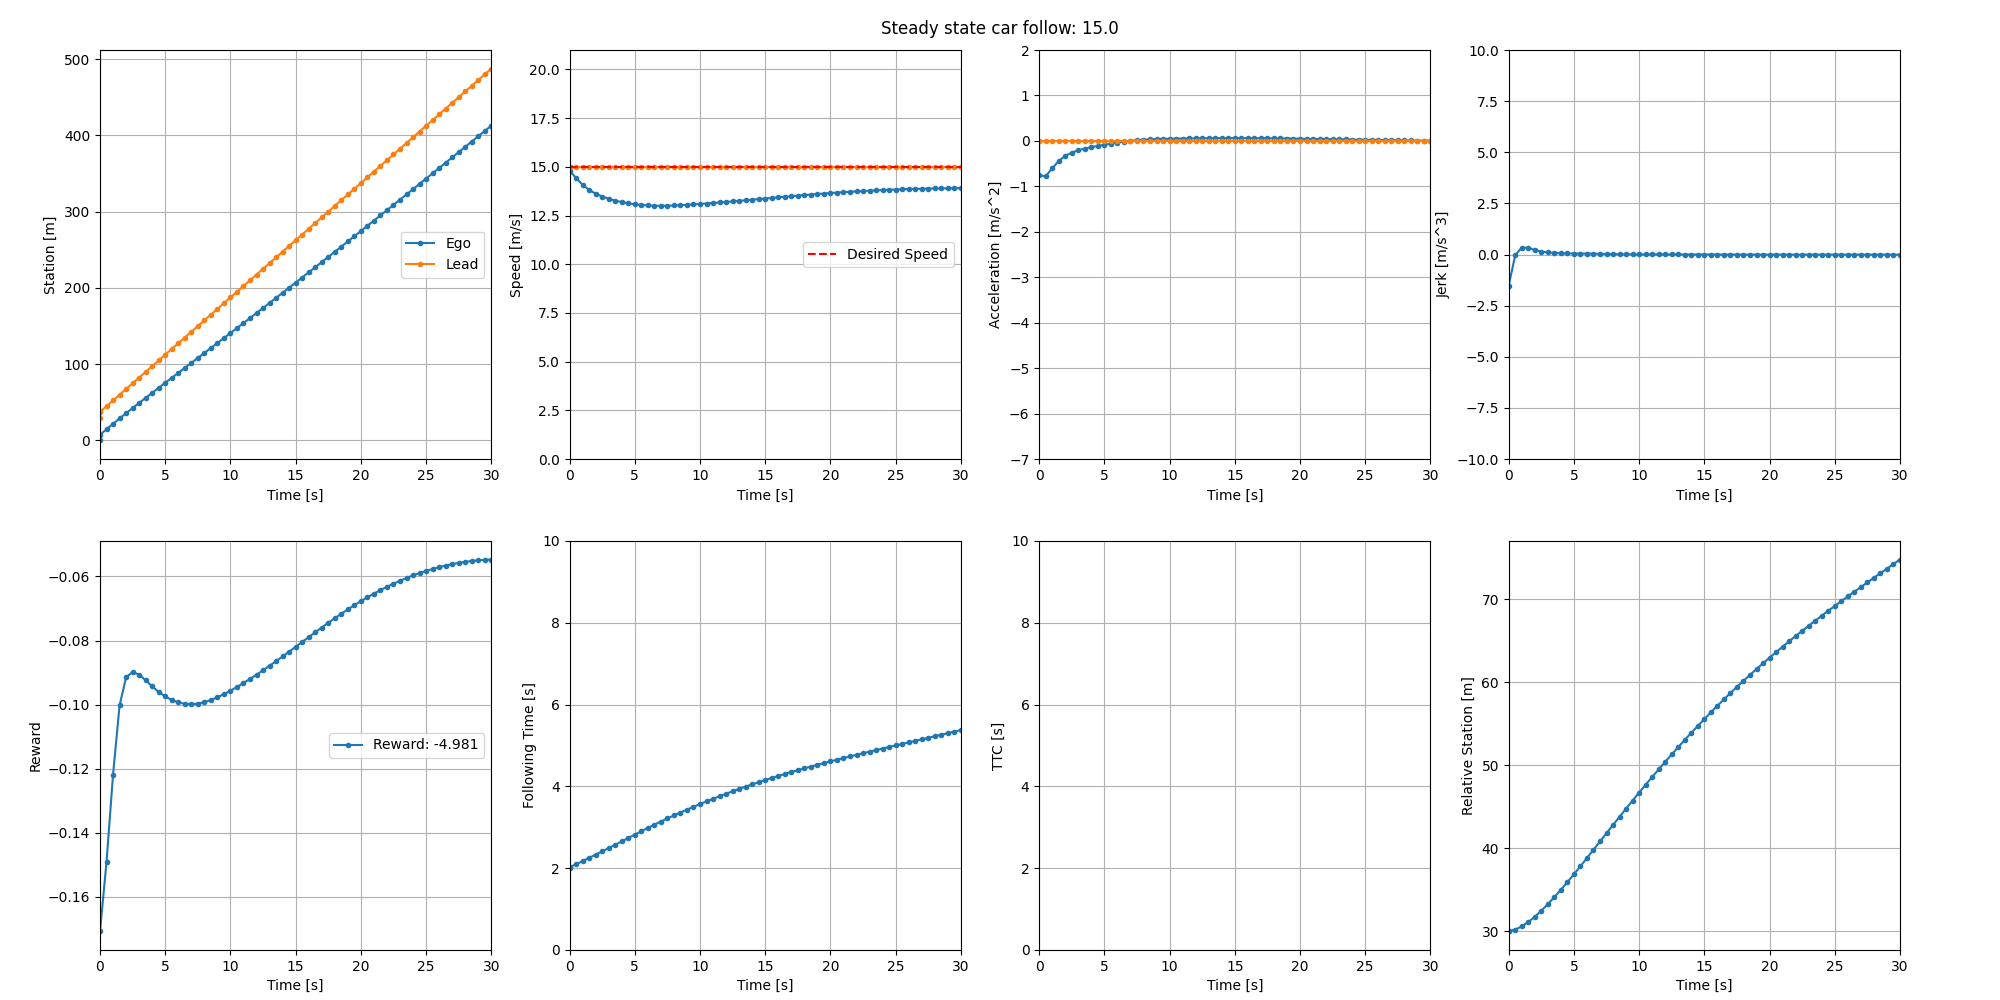 Steady state car follow: 15.0
Station [m]
500
400
300
200
100
0
0 5 10 15 20 25 30
Time [s]
Ego
Lead
Speed [m/s]
20.0
17.5
15.0
12.5
10.0
7.5
5.0
2.5
0.0
0 5 10 15 20 25 30
Time [s]
Desired Speed
Acceleration [m/s^2]
2
1
0
−1
−2
−3
−4
−5
−6
−7
0 5 10 15 20 25 30
Time [s]
Jerk [m/s^3]
10.0
7.5
5.0
2.5
0.0
−2.5
−5.0
−7.5
−10.0
0 5 10 15 20 25 30
Time [s]
Reward
−0.06
−0.08
−0.10
−0.12
−0.14
−0.16
0 5 10 15 20 25 30
Time [s]
Reward: -4.981
Following Time [s]
10
8
6
4
2
0
0 5 10 15 20 25 30
Time [s]
TTC [s]
10
8
6
4
2
0
0 5 10 15 20 25 30
Time [s]
Relative Station [m]
70
60
50
40
30
0 5 10 15 20 25 30
Time [s]